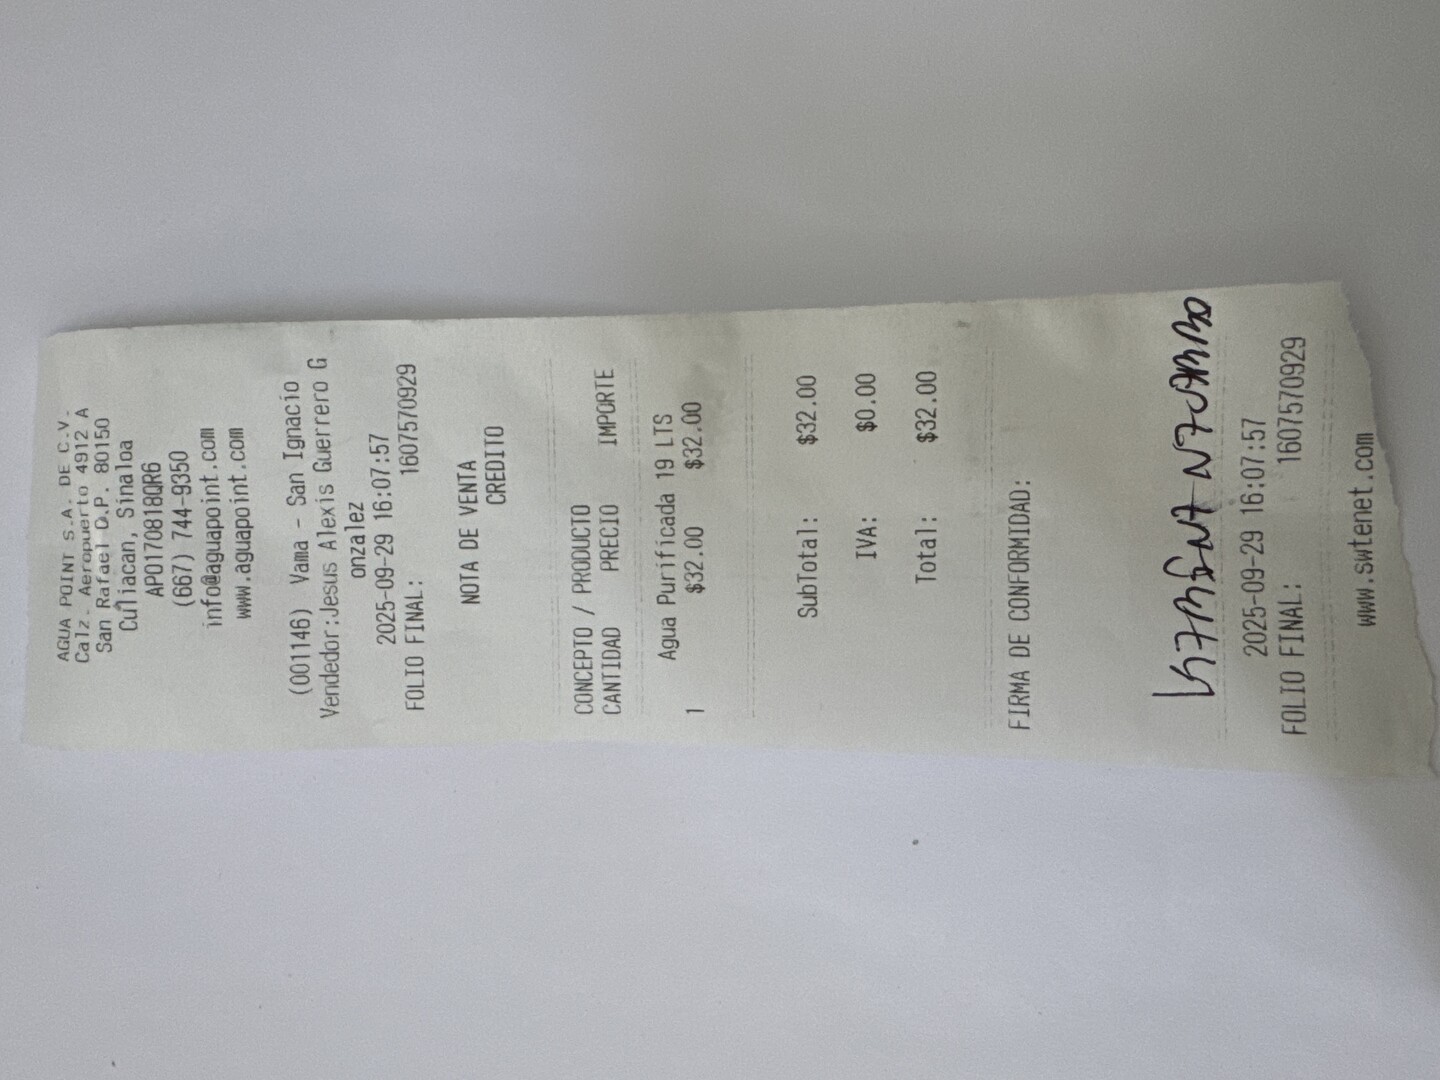 AGUA POINT S.A. DE C.V.
Calz. Aeropuerto 4912 A
San Rafael C.P. 80150
Culiacan, Sinaloa
APO170818QR6
(667) 744-9350
info@aguapoint.com
www.aguapoint.com
(001146) Vama - San Ignacio
Vendedor:Jesus Alexis Guerrero G
onzalez
2025-09-29 16:07:57
FOLIO FINAL: 1607570929
NOTA DE VENTA
CREDITO
CONCEPTO / PRODUCTO
CANTIDAD PRECIO IMPORTE
Agua Purificada 19 LTS
1 $32.00 $32.00
SubTotal: $32.00
IVA: $0.00
Total: $32.00
FIRMA DE CONFORMIDAD:
2025-09-29 16:07:57
FOLIO FINAL: 1607570929
www.swtenet.com